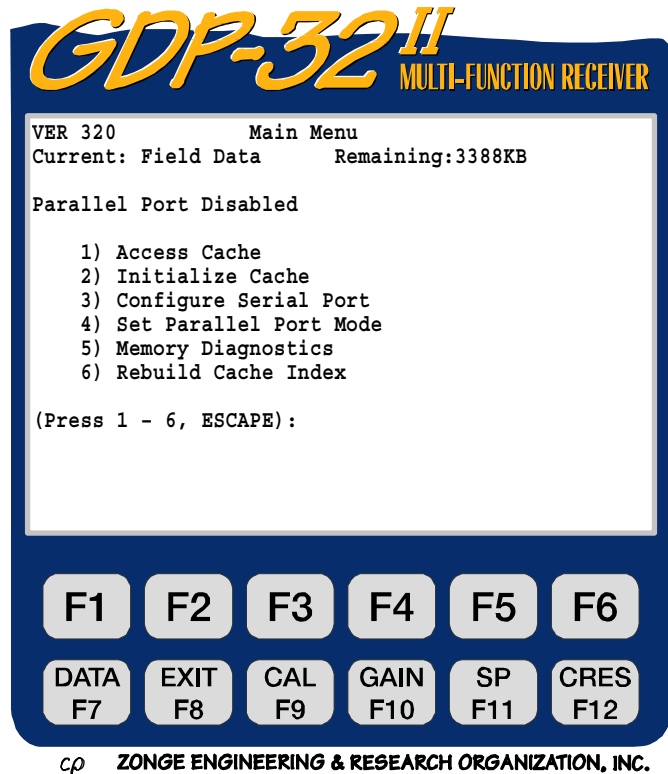 GDP-32 II
MULTI-FUNCTION RECEIVER
VER 320 Main Menu
Current: Field Data Remaining:3388KB
Parallel Port Disabled
1) Access Cache
2) Initialize Cache
3) Configure Serial Port
4) Set Parallel Port Mode
5) Memory Diagnostics
6) Rebuild Cache Index
(Press 1 - 6, ESCAPE):
F1 F2 F3 F4 F5 F6
DATA EXIT CAL GAIN SP CRES
F7 F8 F9 F10 F11 F12
cρ ZONGE ENGINEERING & RESEARCH ORGANIZATION, INC.